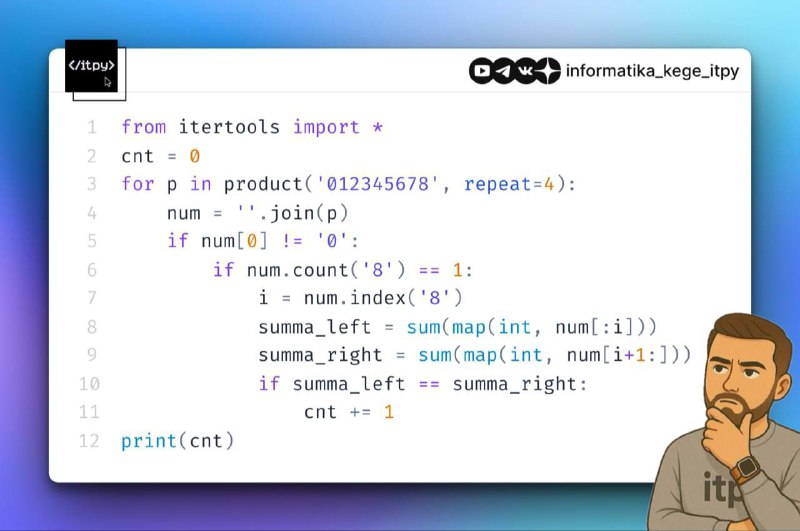 </itpy>
informatika_kege_itpy
1 from itertools import *
2 cnt = 0
3 for p in product('012345678', repeat=4):
4     num = ''.join(p)
5     if num[0] != '0':
6         if num.count('8') == 1:
7             i = num.index('8')
8             summa_left = sum(map(int, num[:i]))
9             summa_right = sum(map(int, num[i+1:]))
10             if summa_left == summa_right:
11                 cnt += 1
12 print(cnt)
itp